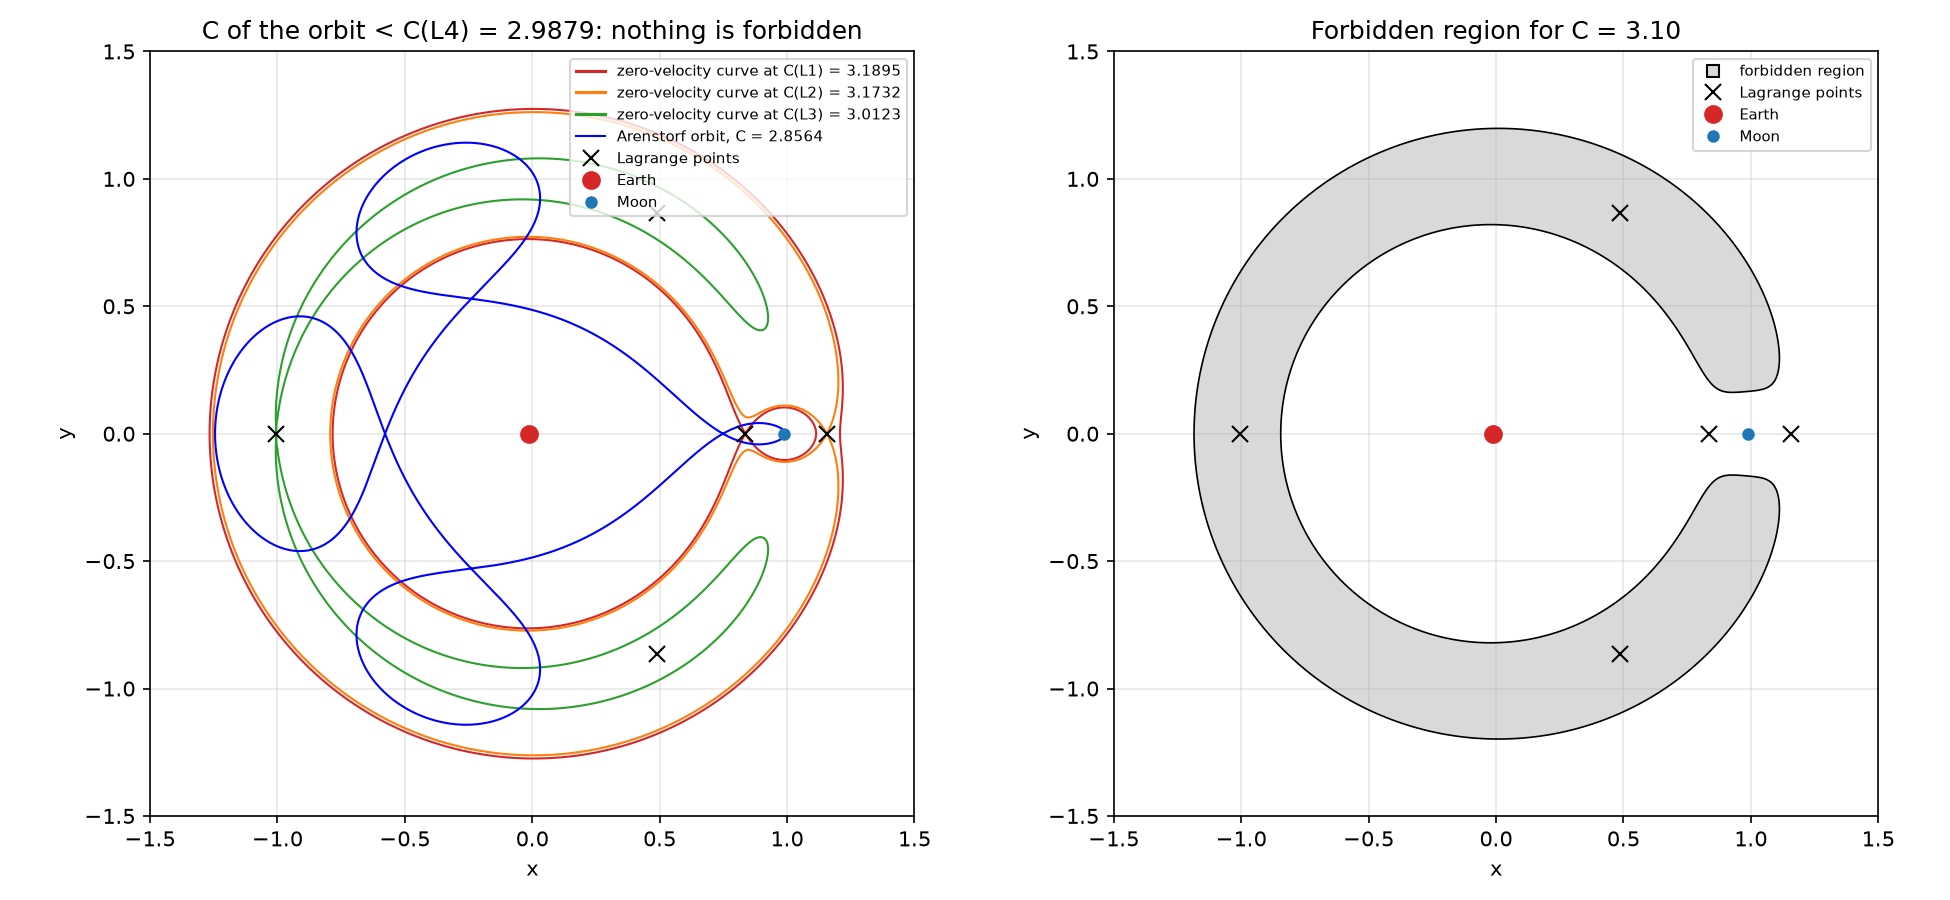 C of the orbit < C(L4) = 2.9879: nothing is forbidden
zero-velocity curve at C(L1) = 3.1895
zero-velocity curve at C(L2) = 3.1732
zero-velocity curve at C(L3) = 3.0123
Arenstorf orbit, C = 2.8564
Lagrange points
Earth
Moon
1.5
1.0
0.5
0.0
−0.5
−1.0
−1.5
y
−1.5 −1.0 −0.5 0.0 0.5 1.0 1.5
x
Forbidden region for C = 3.10
forbidden region
Lagrange points
Earth
Moon
1.5
1.0
0.5
0.0
−0.5
−1.0
−1.5
y
−1.5 −1.0 −0.5 0.0 0.5 1.0 1.5
x